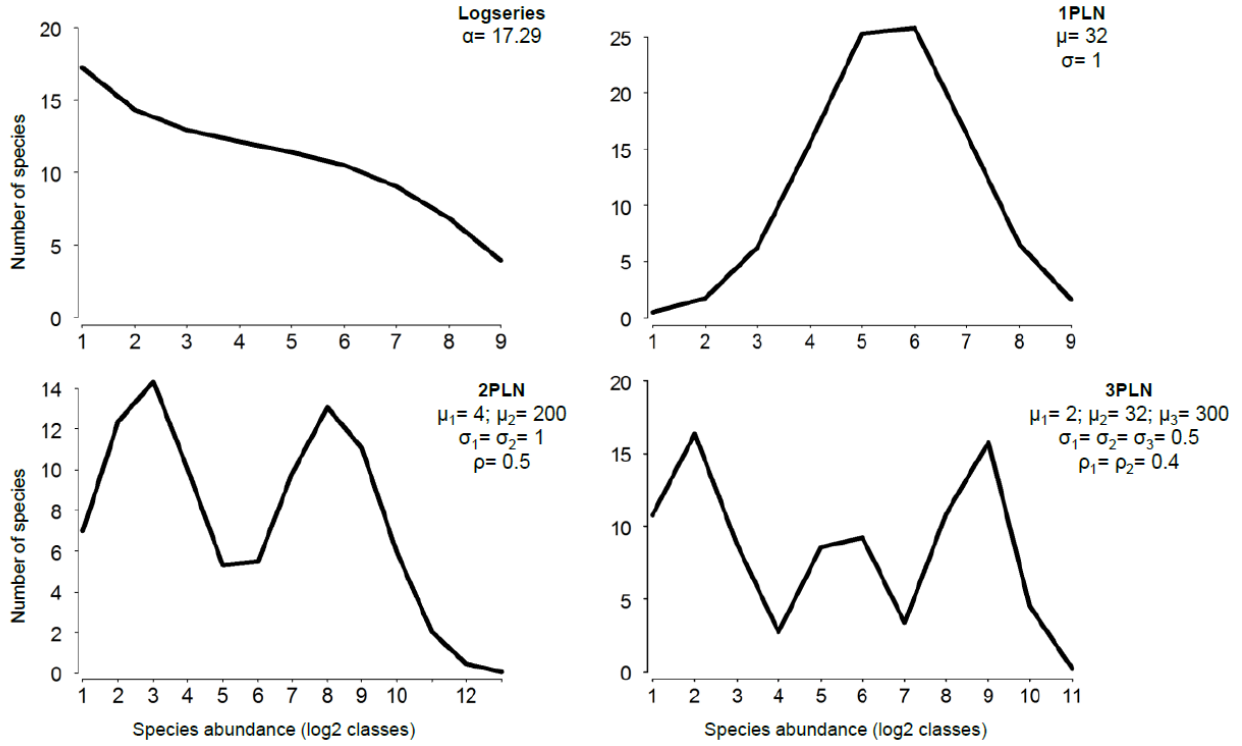 Logseries
α= 17.29
20
15
10
5
0
Number of species
1 2 3 4 5 6 7 8 9
1PLN
μ= 32
σ= 1
25
20
15
10
5
0
1 2 3 4 5 6 7 8 9
2PLN
μ₁= 4; μ₂= 200
σ₁= σ₂= 1
ρ= 0.5
14
12
10
8
6
4
2
0
Number of species
1 2 3 4 5 6 7 8 9 10 12
Species abundance (log2 classes)
3PLN
μ₁= 2; μ₂= 32; μ₃= 300
σ₁= σ₂= σ₃= 0.5
ρ₁= ρ₂= 0.4
20
15
10
5
0
1 2 3 4 5 6 7 8 9 10 11
Species abundance (log2 classes)